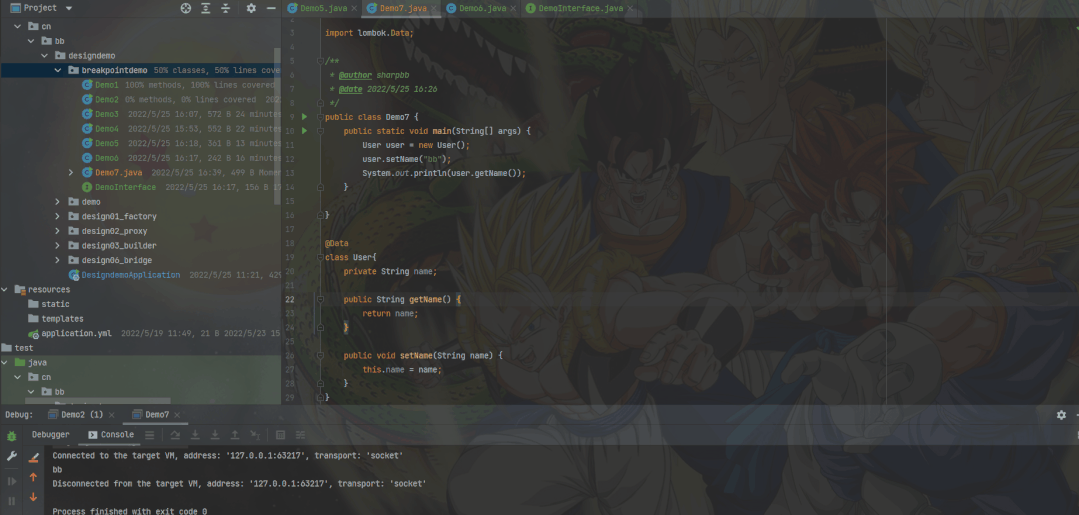 Project
Demo5.java
Demo7.java
Demo6.java
DemoInterface.java
cn
bb
designdemo
breakpointdemo 50% classes, 50% lines cove
Demo1 100% methods, 100% lines covered
Demo2 0% methods, 0% lines covered
Demo3 2022/5/25 16:07, 572 B 24 minute
Demo4 2022/5/25 15:53, 552 B 22 minute
Demo5 2022/5/25 16:18, 361 B 13 minute
Demo6 2022/5/25 16:17, 242 B 16 minute
Demo7.java 2022/5/25 16:39, 499 B Mome
DemoInterface 2022/5/25 16:17, 156 B 1
demo
design01_factory
design02_proxy
design03_builder
design06_bridge
DesigndemoApplication 2022/5/25 11:21, 42
resources
static
templates
application.yml 2022/5/19 11:49, 21 B 2022/5/23 15
test
java
cn
bb
3 import lombok.Data;
4
5 /**
6 * @author sharpbb
7 * @date 2022/5/25 16:26
8 */
9 public class Demo7 {
10 public static void main(String[] args) {
11 User user = new User();
12 user.setName("bb");
13 System.out.println(user.getName());
14 }
15
16 }
17
18 @Data
19 class User{
20 private String name;
21
22 public String getName() {
23 return name;
24 }
25
26 public void setName(String name) {
27 this.name = name;
28 }
29 }
Debug: Demo2 (1) Demo7
Debugger Console
Connected to the target VM, address: '127.0.0.1:63217', transport: 'socket'
bb
Disconnected from the target VM, address: '127.0.0.1:63217', transport: 'socket'
Process finished with exit code 0